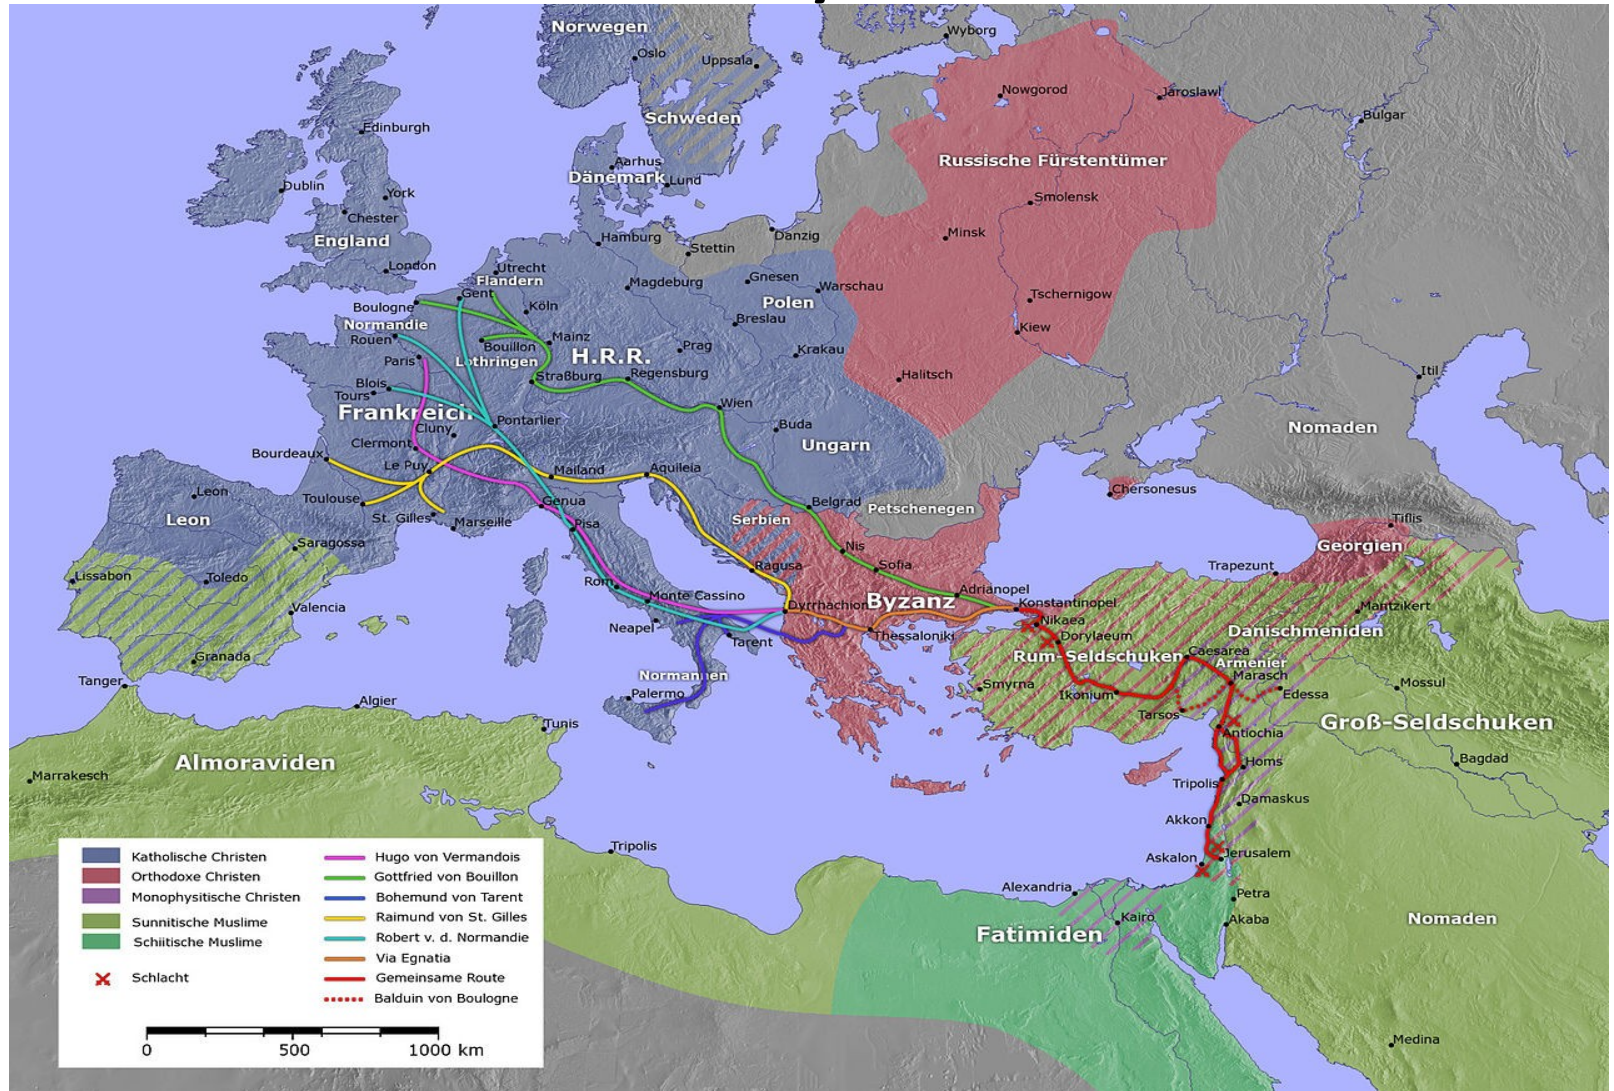 Norwegen
Oslo
Uppsala
Wyborg
Schweden
Nowgorod
Jaroslawl
Bulgar
Edinburgh
Aarhus
Dänemark
Lund
Russische Fürstentümer
Dublin
York
Chester
Smolensk
England
Hamburg
Stettin
Danzig
Minsk
London
Utrecht
Flandern
Gent
Magdeburg
Gnesen
Warschau
Polen
Tschernigow
Boulogne
Köln
Normandie
Rouen
Breslau
Kiew
Paris
Bouillon
Mainz
Lothringen
H.R.R.
Prag
Krakau
Blois
Tours
Straßburg
Regensburg
Halitsch
Itil
Frankreich
Wien
Cluny
Pontarlier
Buda
Ungarn
Nomaden
Clermont
Bourdeaux
Le Puy
Mailand
Aquileia
Leon
Toulouse
Genua
Belgrad
Petschenegen
Chersonesus
Leon
St. Gilles
Marseille
Pisa
Serbien
Tiflis
Georgien
Saragossa
Nis
Lissabon
Toledo
Ragusa
Sofia
Trapezunt
Rom
Adrianopel
Valencia
Monte Cassino
Dyrrhachion
Byzanz
Konstantinopel
Mantzikert
Neapel
Tarent
Thessaloniki
Nikaea
Dorylaeum
Danischmeniden
Granada
Rum-Seldschuken
Caesarea
Armenier
Tanger
Normannen
Marasch
Palermo
Smyrna
Ikonium
Edessa
Mossul
Algier
Tunis
Tarsos
Groß-Seldschuken
Antiochia
Almoraviden
Homs
Bagdad
Marrakesch
Tripolis
Damaskus
Akkon
Tripolis
Askalon
Jerusalem
Alexandria
Petra
Kairo
Akaba
Nomaden
Fatimiden
Medina
Katholische Christen
Orthodoxe Christen
Monophysitische Christen
Sunnitische Muslime
Schiitische Muslime
Schlacht
Hugo von Vermandois
Gottfried von Bouillon
Bohemund von Tarent
Raimund von St. Gilles
Robert v. d. Normandie
Via Egnatia
Gemeinsame Route
Balduin von Boulogne
0 500 1000 km